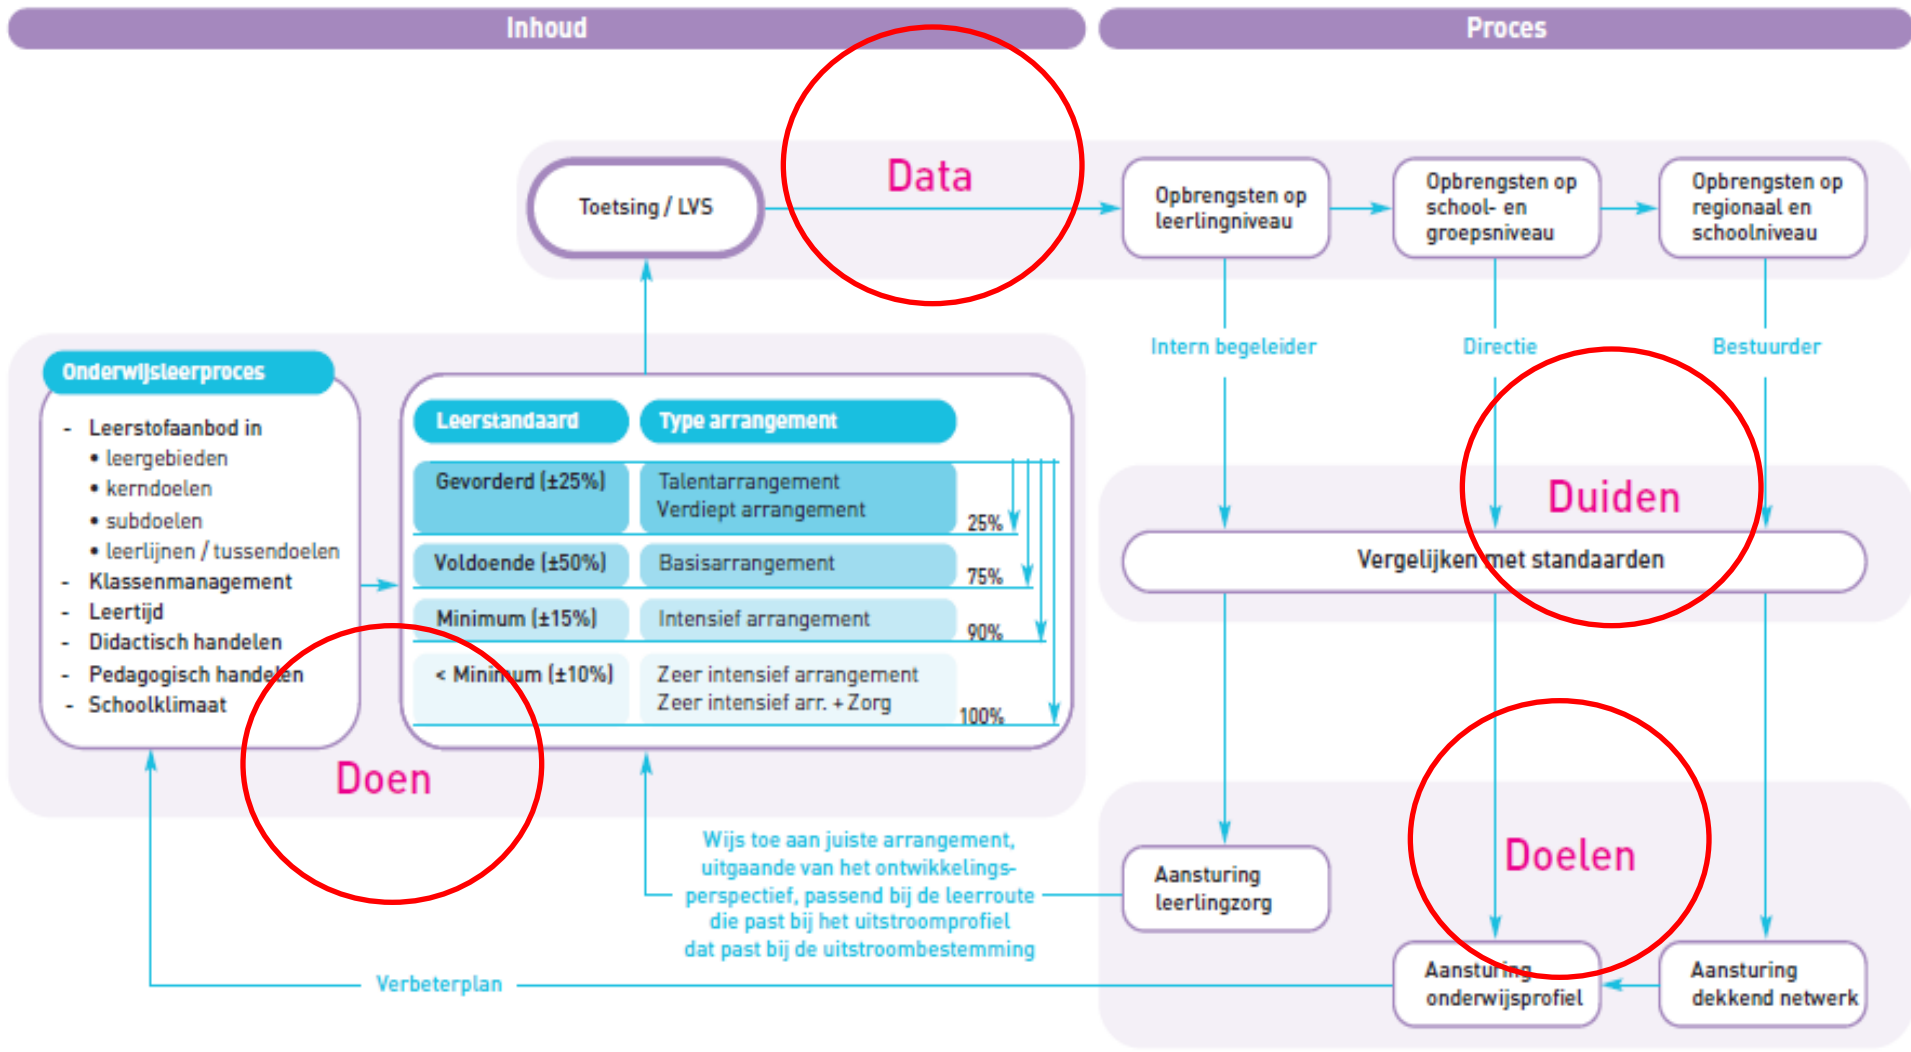 Inhoud
Proces
Data
Toetsing / LVS
Opbrengsten op
leerlingniveau
Opbrengsten op
school- en
groepsniveau
Opbrengsten op
regionaal en
schoolniveau
Intern begeleider
Directie
Bestuurder
Onderwijsleerproces
- Leerstofaanbod in
• leergebieden
• kerndoelen
• subdoelen
• leerlijnen / tussendoelen
- Klassenmanagement
- Leertijd
- Didactisch handelen
- Pedagogisch handelen
- Schoolklimaat
Leerstandaard
Type arrangement
Gevorderd (±25%)
Talentarrangement
Verdiept arrangement
25%
Voldoende (±50%)
Basisarrangement
75%
Minimum (±15%)
Intensief arrangement
90%
< Minimum (±10%)
Zeer intensief arrangement
Zeer intensief arr. + Zorg
100%
Doen
Duiden
Vergelijken met standaarden
Doelen
Wijs toe aan juiste arrangement,
uitgaande van het ontwikkelings-
perspectief, passend bij de leerroute
die past bij het uitstroomprofiel
dat past bij de uitstroombestemming
Aansturing
leerlingzorg
Verbeterplan
Aansturing
onderwijsprofiel
Aansturing
dekkend netwerk